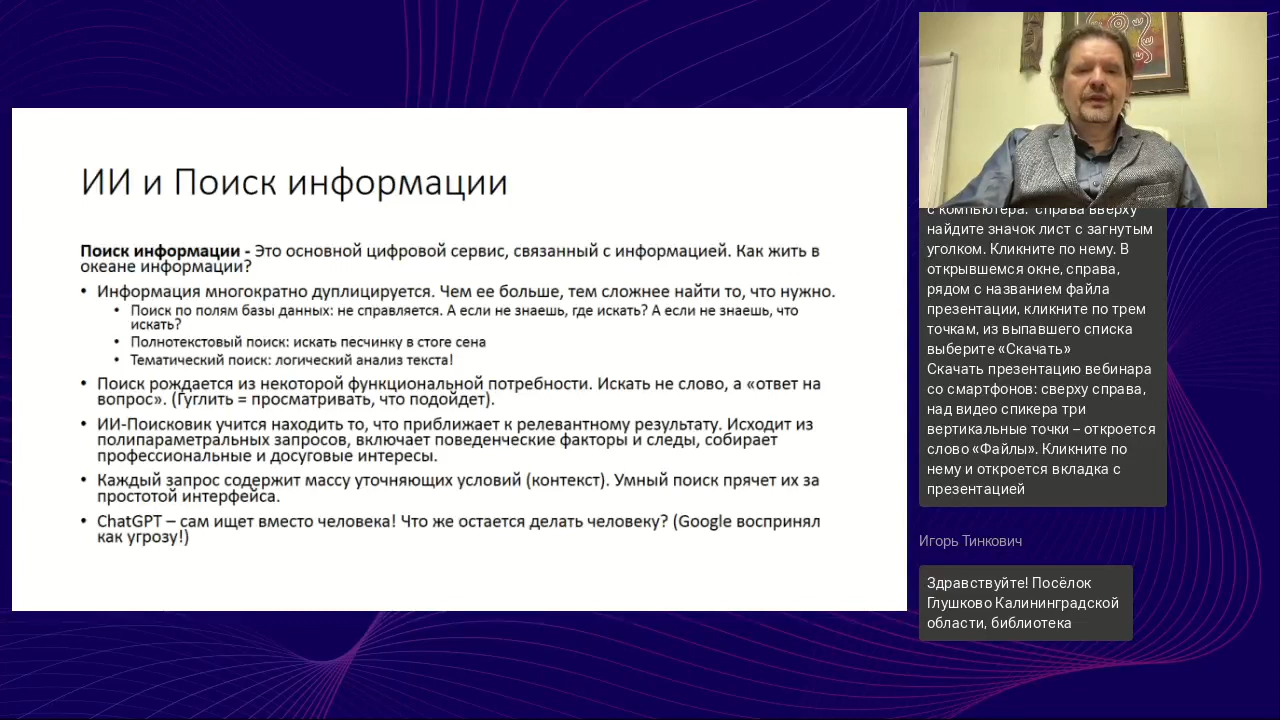 ИИ и Поиск информации
Поиск информации - Это основной цифровой сервис, связанный с информацией. Как жить в
океане информации?
• Информация многократно дуплицируется. Чем ее больше, тем сложнее найти то, что нужно.
• Поиск по полям базы данных: не справляется. А если не знаешь, где искать? А если не знаешь, что
искать?
• Полнотекстовый поиск: искать песчинку в стоге сена
• Тематический поиск: логический анализ текста!
• Поиск рождается из некоторой функциональной потребности. Искать не слово, а «ответ на
вопрос». (Гуглить = просматривать, что подойдет).
• ИИ-Поисковик учится находить то, что приближает к релевантному результату. Исходит из
полипараметральных запросов, включает поведенческие факторы и следы, собирает
профессиональные и досуговые интересы.
• Каждый запрос содержит массу уточняющих условий (контекст). Умный поиск прячет их за
простотой интерфейса.
• ChatGPT – сам ищет вместо человека! Что же остается делать человеку? (Google воспринял
как угрозу!)
с компьютера: справа вверху
найдите значок лист с загнутым
уголком. Кликните по нему. В
открывшемся окне, справа,
рядом с названием файла
презентации, кликните по трем
точкам, из выпавшего списка
выберите «Скачать»
Скачать презентацию вебинара
со смартфонов: сверху справа,
над видео спикера три
вертикальные точки – откроется
слово «Файлы». Кликните по
нему и откроется вкладка с
презентацией
Игорь Тинкович
Здравствуйте! Посёлок
Глушково Калининградской
области, библиотека